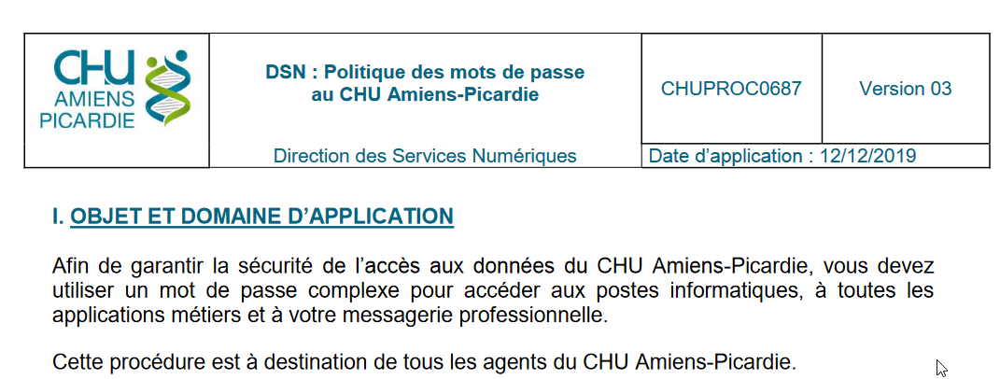 CHU
AMIENS
PICARDIE
DSN : Politique des mots de passe
au CHU Amiens-Picardie
Direction des Services Numériques
CHUPROC0687
Version 03
Date d’application : 12/12/2019
I. OBJET ET DOMAINE D’APPLICATION
Afin de garantir la sécurité de l’accès aux données du CHU Amiens-Picardie, vous devez
utiliser un mot de passe complexe pour accéder aux postes informatiques, à toutes les
applications métiers et à votre messagerie professionnelle.
Cette procédure est à destination de tous les agents du CHU Amiens-Picardie.